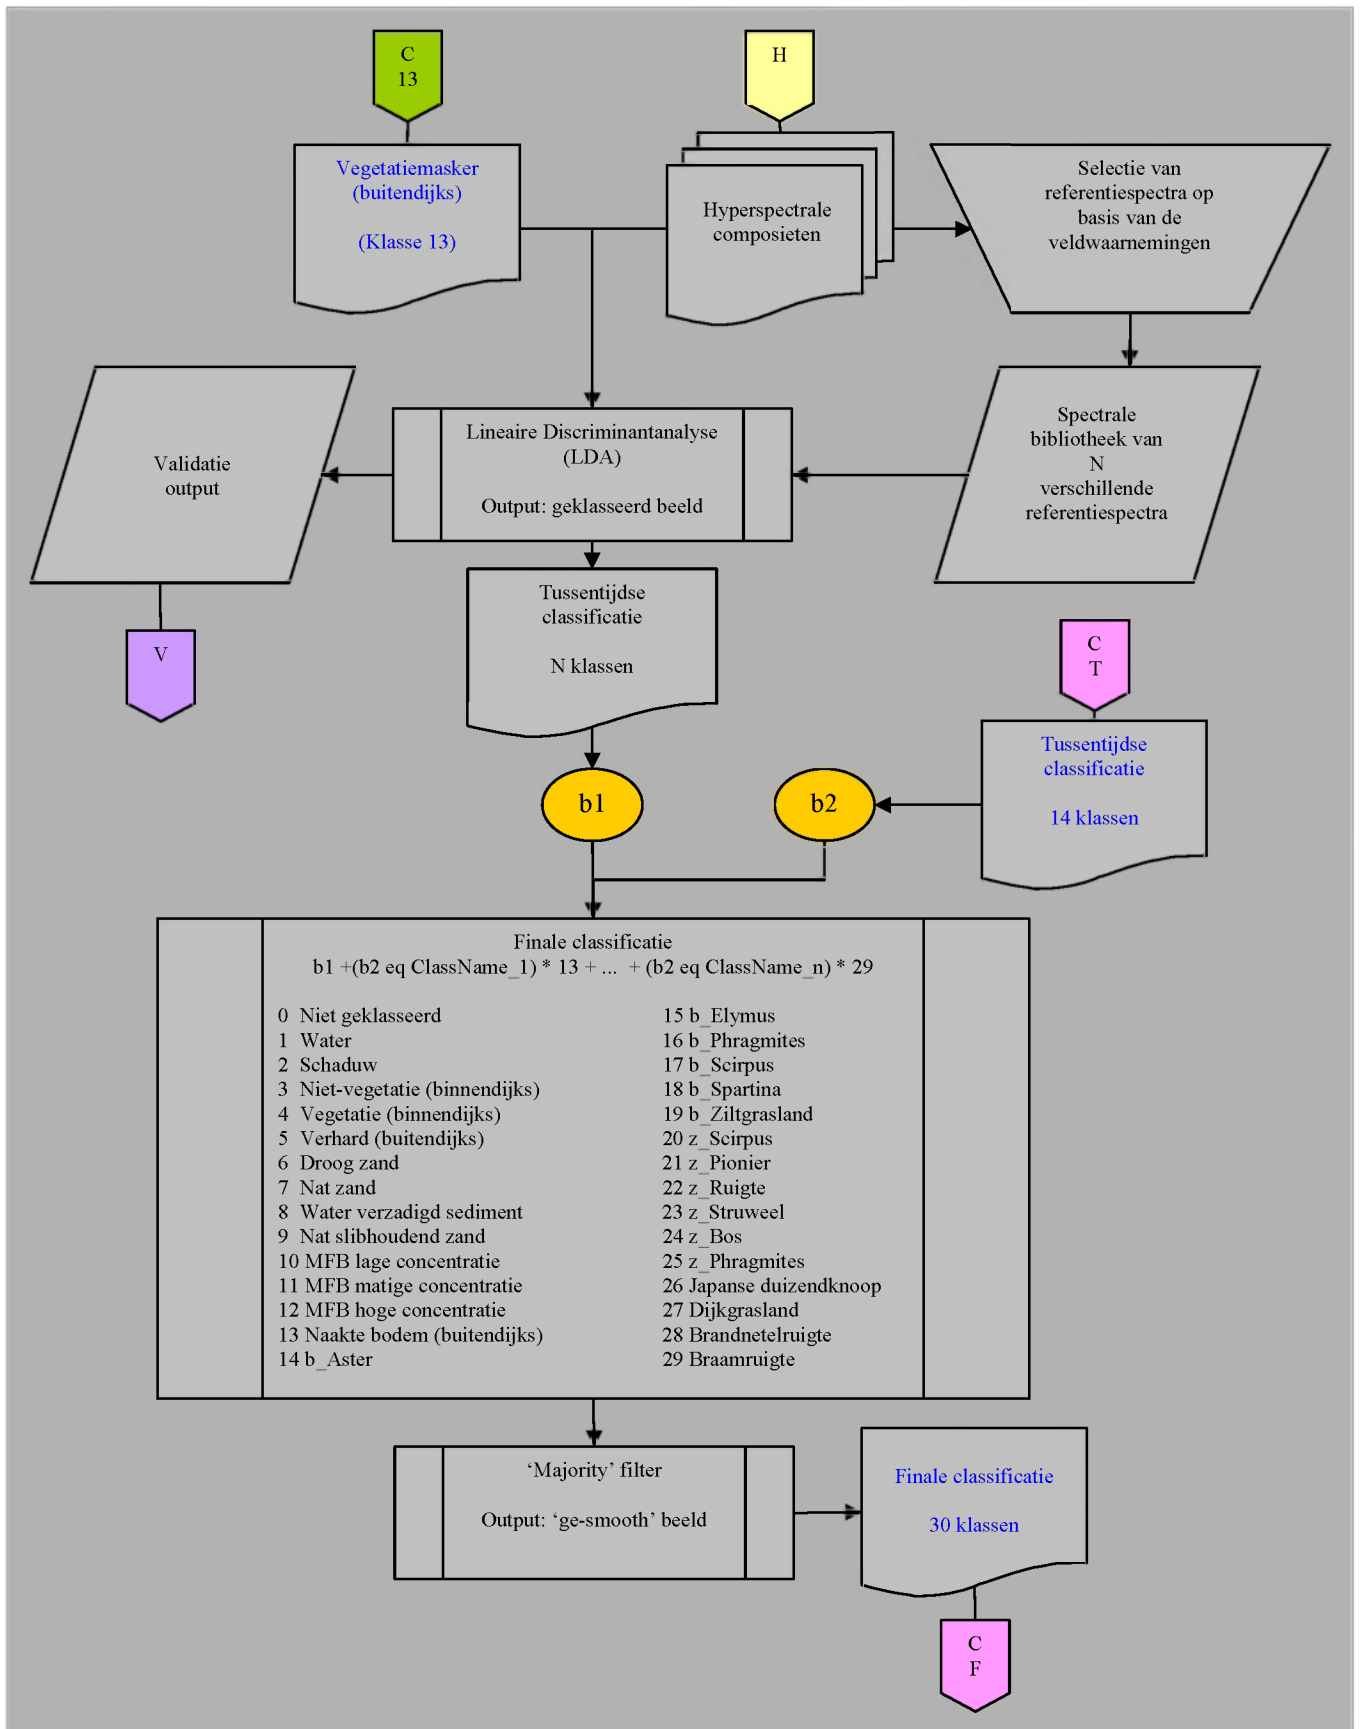 C
13
H
Vegetatiemasker
(buitendijks)
(Klasse 13)
Hyperspectrale
composieten
Selectie van
referentiespectra op
basis van de
veldwaarnemingen
Validatie
output
Lineaire Discriminantanalyse
(LDA)
Output: geklasseerd beeld
Spectrale
bibliotheek van
N
verschillende
referentiespectra
Tussentijdse
classificatie
N klassen
V
C
T
Tussentijdse
classificatie
14 klassen
b1
b2
Finale classificatie
b1 +(b2 eq ClassName_1) * 13 + ... + (b2 eq ClassName_n) * 29
0 Niet geklasseerd
1 Water
2 Schaduw
3 Niet-vegetatie (binnendijks)
4 Vegetatie (binnendijks)
5 Verhard (buitendijks)
6 Droog zand
7 Nat zand
8 Water verzadigd sediment
9 Nat slibhoudend zand
10 MFB lage concentratie
11 MFB matige concentratie
12 MFB hoge concentratie
13 Naakte bodem (buitendijks)
14 b_Aster
15 b_Elymus
16 b_Phragmites
17 b_Scirpus
18 b_Spartina
19 b_Ziltgrasland
20 z_Scirpus
21 z_Pionier
22 z_Ruigte
23 z_Struweel
24 z_Bos
25 z_Phragmites
26 Japanse duizendknoop
27 Dijkgrasland
28 Brandnetelruigte
29 Braamruigte
‘Majority’ filter
Output: ‘ge-smooth’ beeld
Finale classificatie
30 klassen
C
F